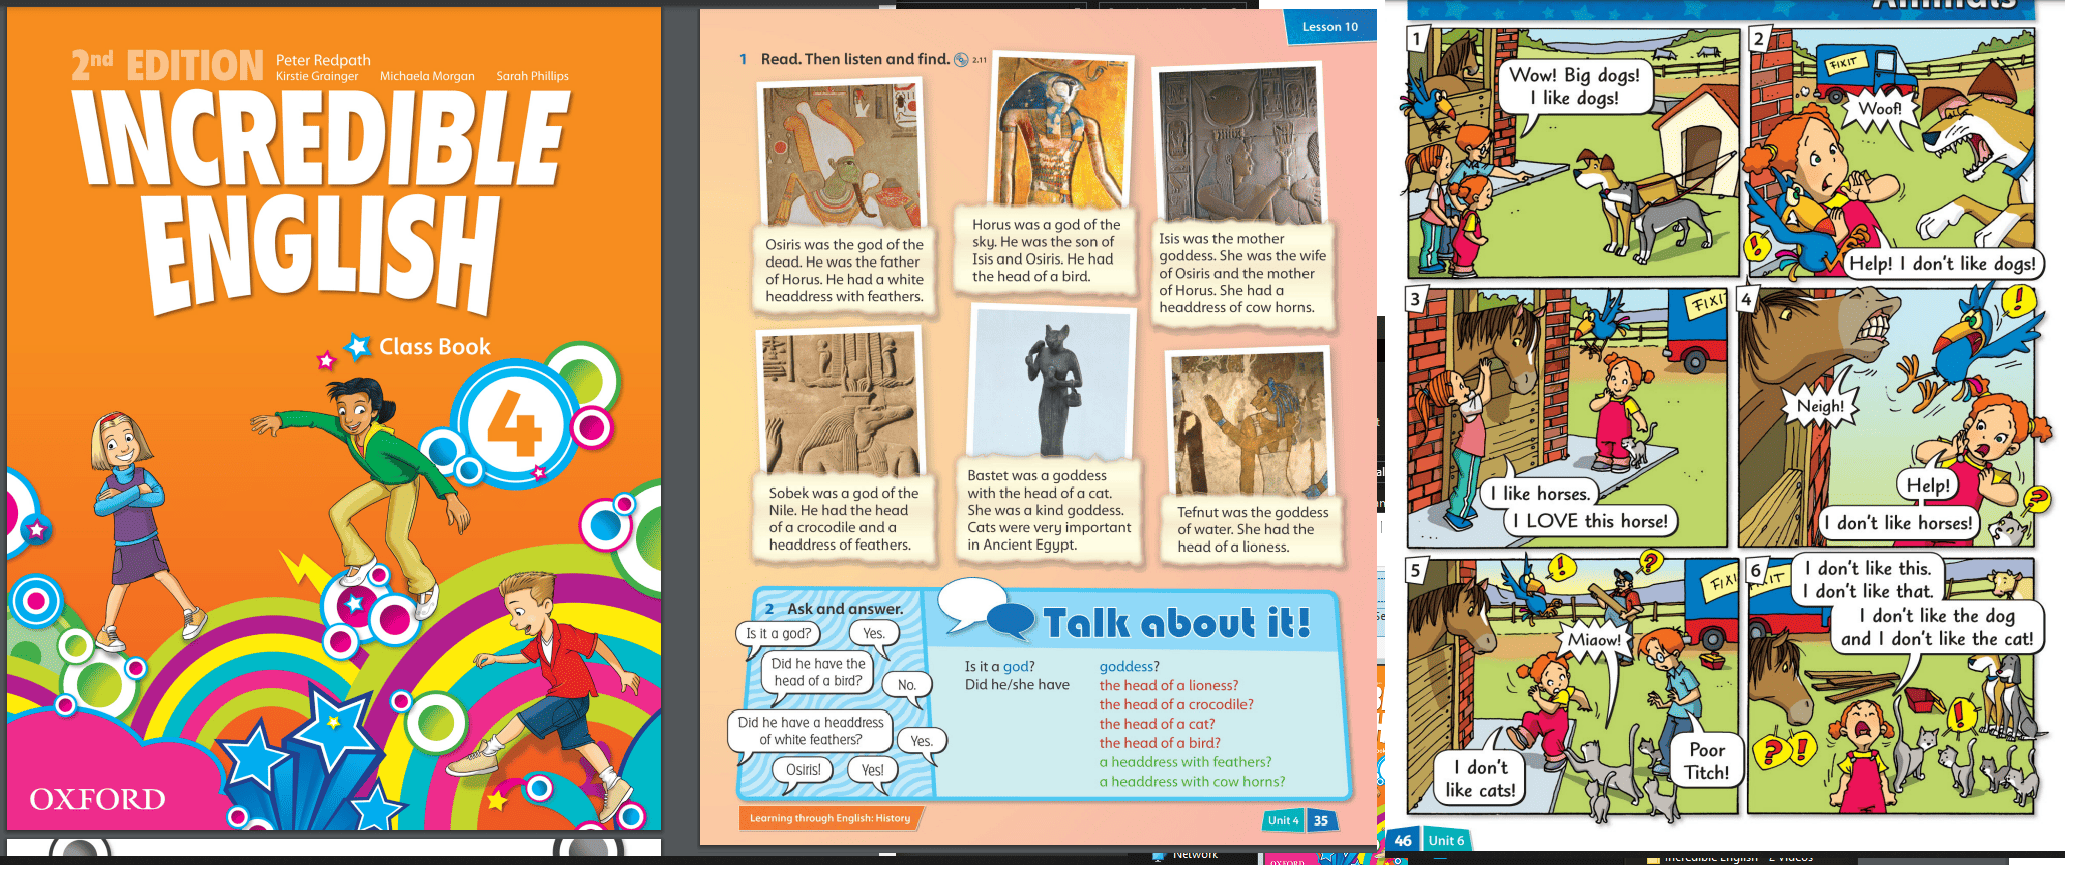 2nd EDITION
Peter Redpath
Kirstie Grainger Michaela Morgan Sarah Phillips
INCREDIBLE
ENGLISH
Class Book
4
OXFORD
Lesson 10
1 Read. Then listen and find. 2.11
Osiris was the god of the
dead. He was the father
of Horus. He had a white
headdress with feathers.
Horus was a god of the
sky. He was the son of
Isis and Osiris. He had
the head of a bird.
Isis was the mother
goddess. She was the wife
of Osiris and the mother
of Horus. She had a
headdress of cow horns.
Sobek was a god of the
Nile. He had the head
of a crocodile and a
headdress of feathers.
Bastet was a goddess
with the head of a cat.
She was a kind goddess.
Cats were very important
in Ancient Egypt.
Tefnut was the goddess
of water. She had the
head of a lioness.
2 Ask and answer.
Is it a god?
Yes.
Did he have the
head of a bird?
No.
Did he have a headdress
of white feathers?
Yes.
Osiris!
Yes!
Talk about it!
Is it a god? goddess?
Did he/she have the head of a lioness?
the head of a crocodile?
the head of a cat?
the head of a bird?
a headdress with feathers?
a headdress with cow horns?
Learning through English: History
Unit 4 35
Network
Animals
1
Wow! Big dogs!
I like dogs!
2
FIXIT
Woof!
Help! I don't like dogs!
3
FIXI
I like horses.
I LOVE this horse!
4
Neigh!
Help!
I don't like horses!
5
FIXI
Miaow!
I don't
like cats!
Poor
Titch!
6
XIT
I don't like this.
I don't like that.
I don't like the dog
and I don't like the cat!
46 Unit 6
OXFORD
Incredible English - 2 Videos